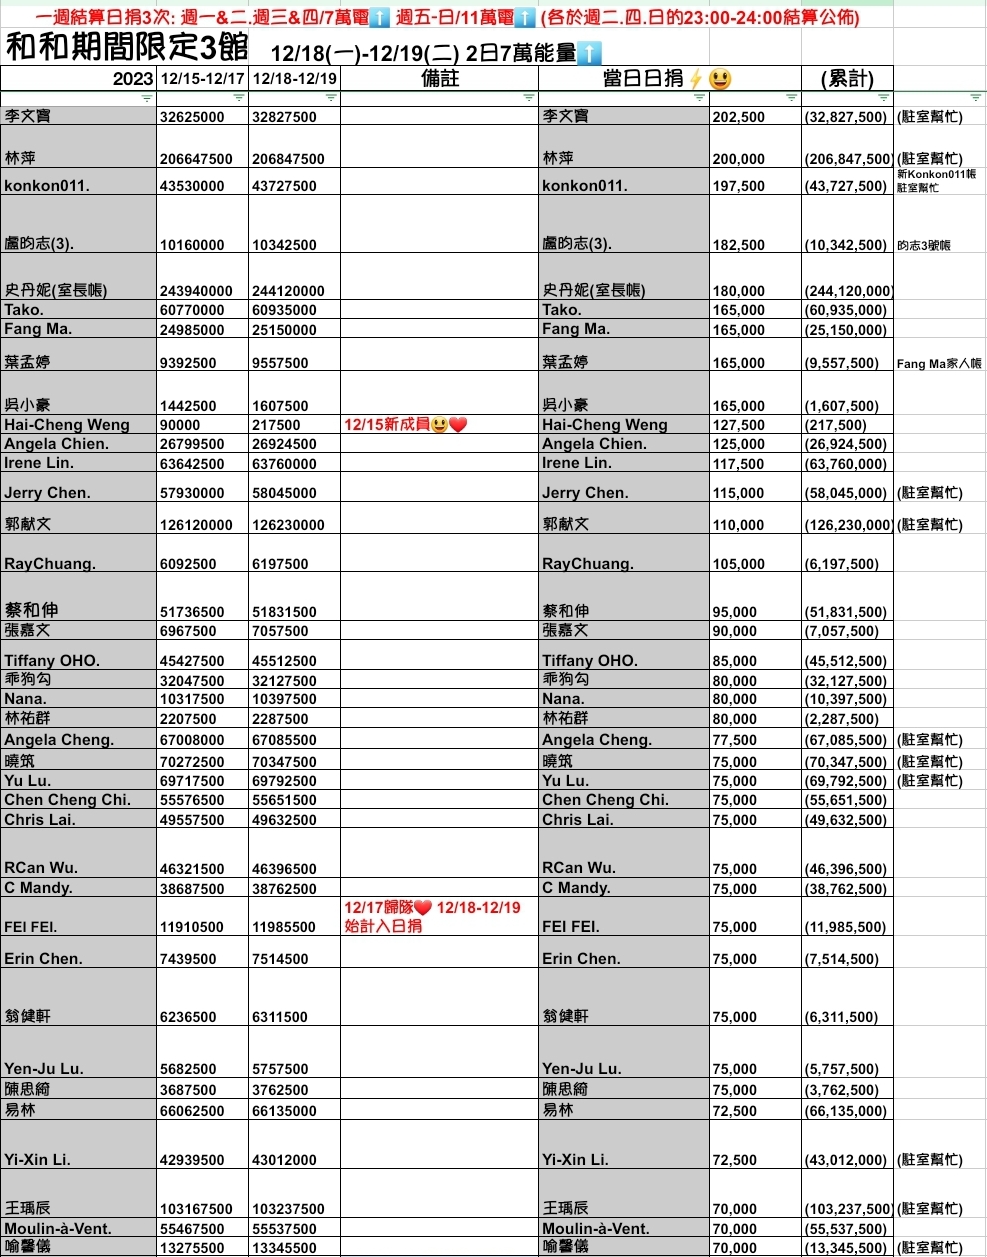 一週結算日捐3次: 週一&二.週三&四/7萬電⬆️ 週五-日/11萬電⬆️ (各於週二.四.日的23:00-24:00結算公佈)
和和期間限定3館 12/18(一)-12/19(二) 2日7萬能量⬆️
2023 12/15-12/17 12/18-12/19 備註 當日日捐⚡😃 (累計)
李文寶 32625000 32827500 李文寶 202,500 (32,827,500) (駐室幫忙)
林萍 206647500 206847500 林萍 200,000 (206,847,500) (駐室幫忙)
konkon011. 43530000 43727500 konkon011. 197,500 (43,727,500) 新Konkon011帳
駐室幫忙
盧昀志(3). 10160000 10342500 盧昀志(3). 182,500 (10,342,500) 昀志3號帳
史丹妮(室長帳) 243940000 244120000 史丹妮(室長帳) 180,000 (244,120,000)
Tako. 60770000 60935000 Tako. 165,000 (60,935,000)
Fang Ma. 24985000 25150000 Fang Ma. 165,000 (25,150,000)
葉孟婷 9392500 9557500 葉孟婷 165,000 (9,557,500) Fang Ma家人帳
吳小豪 1442500 1607500 吳小豪 165,000 (1,607,500)
Hai-Cheng Weng 90000 217500 12/15新成員😃❤️ Hai-Cheng Weng 127,500 (217,500)
Angela Chien. 26799500 26924500 Angela Chien. 125,000 (26,924,500)
Irene Lin. 63642500 63760000 Irene Lin. 117,500 (63,760,000)
Jerry Chen. 57930000 58045000 Jerry Chen. 115,000 (58,045,000) (駐室幫忙)
郭献文 126120000 126230000 郭献文 110,000 (126,230,000) (駐室幫忙)
RayChuang. 6092500 6197500 RayChuang. 105,000 (6,197,500)
蔡和伸 51736500 51831500 蔡和伸 95,000 (51,831,500)
張嘉文 6967500 7057500 張嘉文 90,000 (7,057,500)
Tiffany OHO. 45427500 45512500 Tiffany OHO. 85,000 (45,512,500)
乖狗勾 32047500 32127500 乖狗勾 80,000 (32,127,500)
Nana. 10317500 10397500 Nana. 80,000 (10,397,500)
林祐群 2207500 2287500 林祐群 80,000 (2,287,500)
Angela Cheng. 67008000 67085500 Angela Cheng. 77,500 (67,085,500) (駐室幫忙)
曉筑 70272500 70347500 曉筑 75,000 (70,347,500) (駐室幫忙)
Yu Lu. 69717500 69792500 Yu Lu. 75,000 (69,792,500) (駐室幫忙)
Chen Cheng Chi. 55576500 55651500 Chen Cheng Chi. 75,000 (55,651,500)
Chris Lai. 49557500 49632500 Chris Lai. 75,000 (49,632,500)
RCan Wu. 46321500 46396500 RCan Wu. 75,000 (46,396,500)
C Mandy. 38687500 38762500 C Mandy. 75,000 (38,762,500)
12/17歸隊❤️ 12/18-12/19
FEI FEI. 11910500 11985500 始計入日捐 FEI FEI. 75,000 (11,985,500)
Erin Chen. 7439500 7514500 Erin Chen. 75,000 (7,514,500)
翁健軒 6236500 6311500 翁健軒 75,000 (6,311,500)
Yen-Ju Lu. 5682500 5757500 Yen-Ju Lu. 75,000 (5,757,500)
陳思綺 3687500 3762500 陳思綺 75,000 (3,762,500)
易林 66062500 66135000 易林 72,500 (66,135,000)
Yi-Xin Li. 42939500 43012000 Yi-Xin Li. 72,500 (43,012,000) (駐室幫忙)
王瑀辰 103167500 103237500 王瑀辰 70,000 (103,237,500) (駐室幫忙)
Moulin-à-Vent. 55467500 55537500 Moulin-à-Vent. 70,000 (55,537,500)
喻馨儀 13275500 13345500 喻馨儀 70,000 (13,345,500) (駐室幫忙)